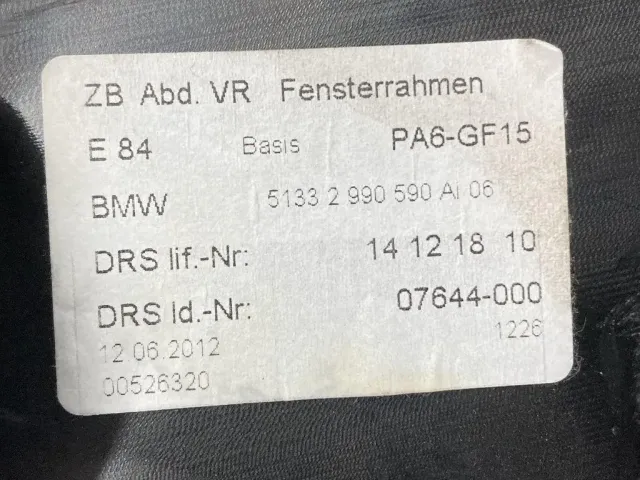 ZB Abd. VR Fensterrahmen
E 84 Basis PA6-GF15
BMW 5133 2 990 590 Ai 06
DRS lif.-Nr: 14 12 18 10
DRS Id.-Nr: 07644-000
12.06.2012 1226
00526320